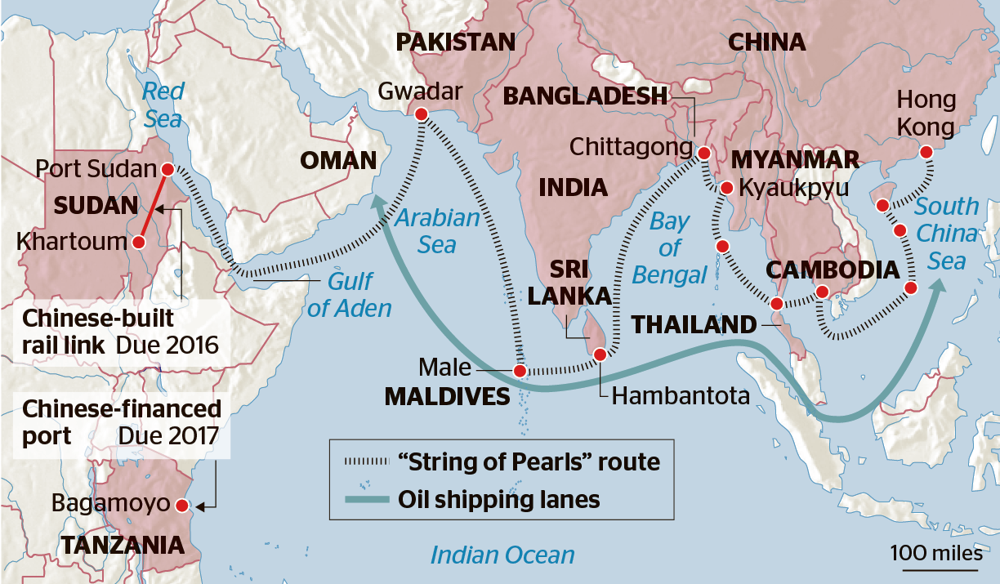 PAKISTAN
CHINA
Red
Sea
Gwadar
BANGLADESH
Hong
Kong
Port Sudan
OMAN
Chittagong
MYANMAR
SUDAN
INDIA
Kyaukpyu
Khartoum
Arabian
Sea
Bay
of
Bengal
South
China
Sea
SRI
LANKA
CAMBODIA
Gulf
of Aden
Chinese-built
rail link Due 2016
THAILAND
Male
MALDIVES
Hambantota
Chinese-financed
port Due 2017
"String of Pearls" route
Oil shipping lanes
Bagamoyo
TANZANIA
Indian Ocean
100 miles